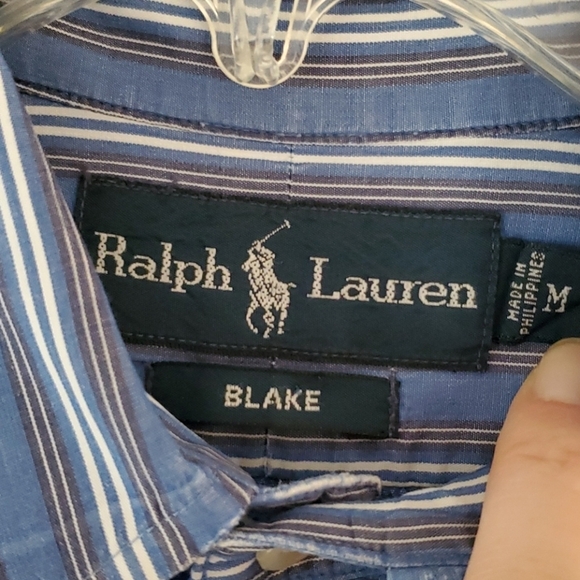 Ralph Lauren
MADE IN
PHILIPPINES
M
BLAKE